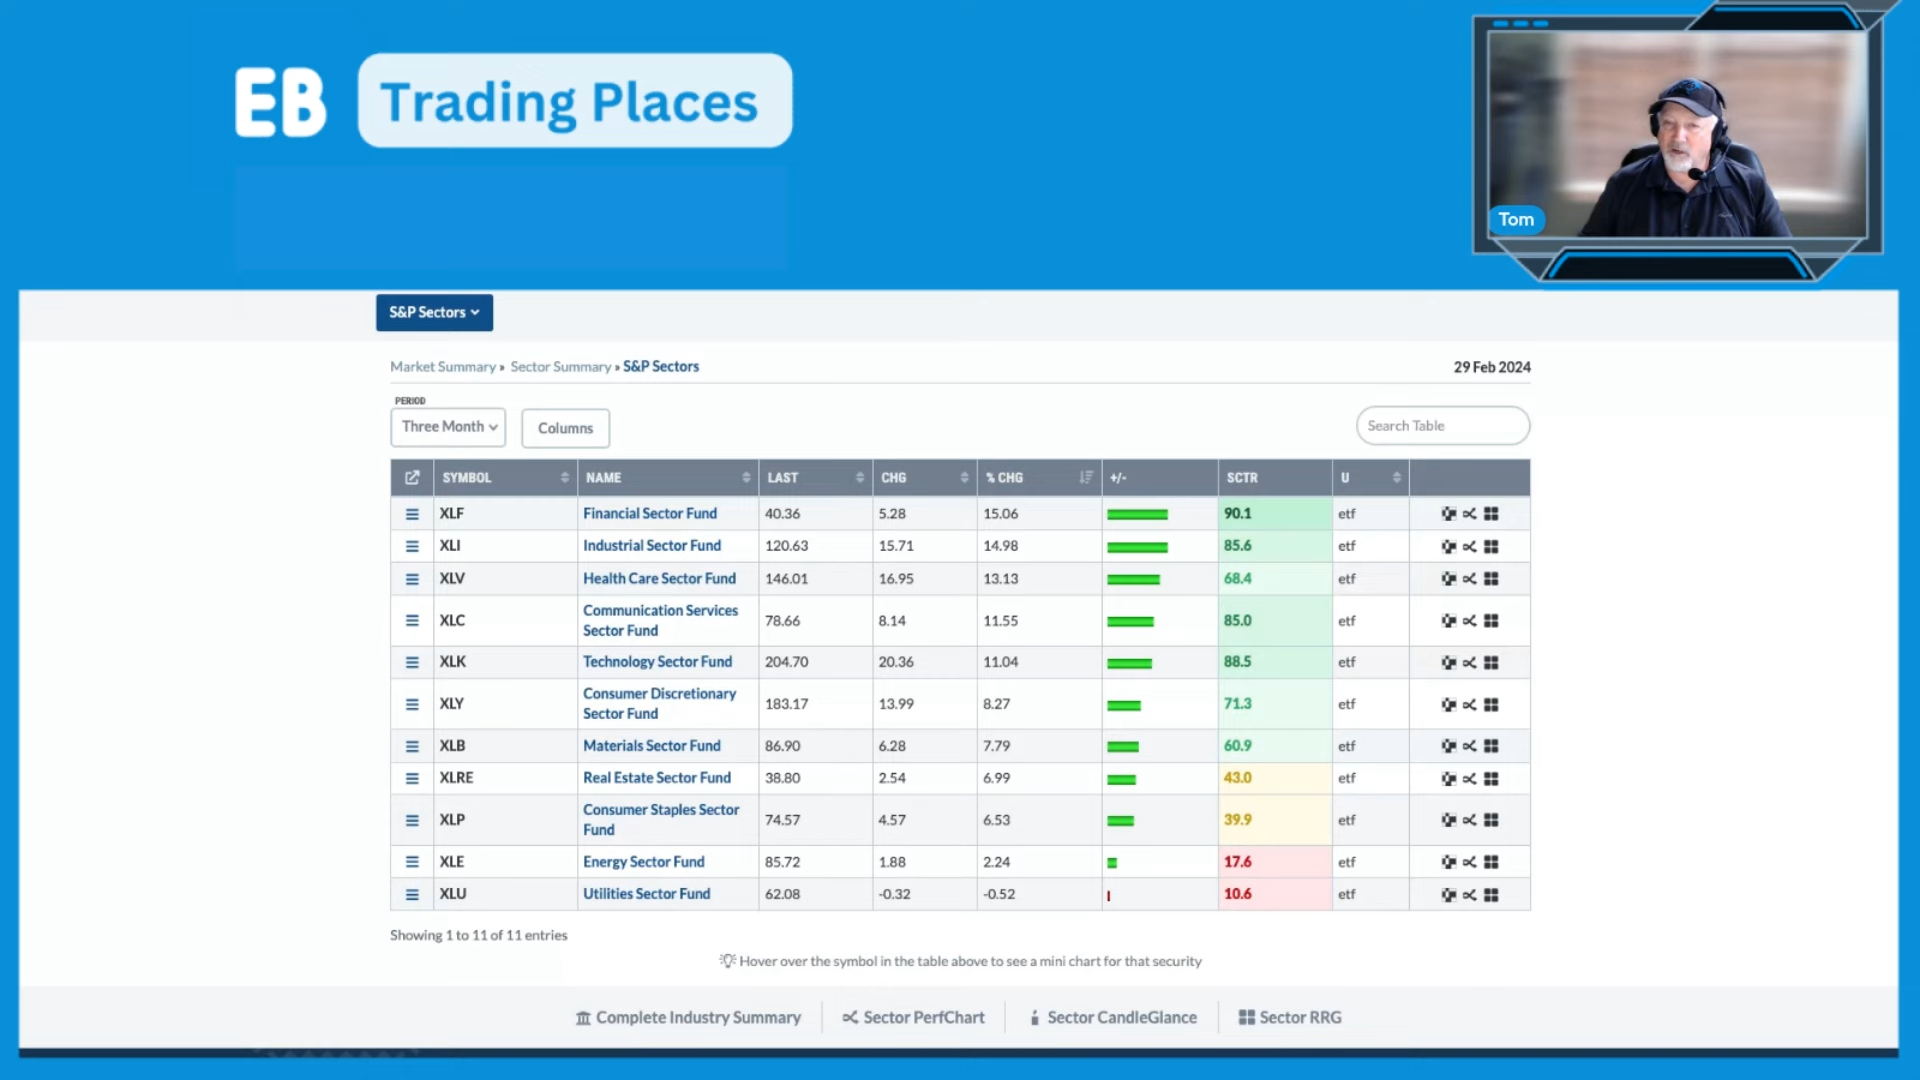 EB Trading Places
Tom
S&P Sectors
Market Summary » Sector Summary » S&P Sectors
29 Feb 2024
PERIOD
Three Month
Columns
Search Table
SYMBOL NAME LAST CHG % CHG +/- SCTR U
XLF Financial Sector Fund 40.36 5.28 15.06 90.1 etf
XLI Industrial Sector Fund 120.63 15.71 14.98 85.6 etf
XLV Health Care Sector Fund 146.01 16.95 13.13 68.4 etf
XLC Communication Services Sector Fund 78.66 8.14 11.55 85.0 etf
XLK Technology Sector Fund 204.70 20.36 11.04 88.5 etf
XLY Consumer Discretionary Sector Fund 183.17 13.99 8.27 71.3 etf
XLB Materials Sector Fund 86.90 6.28 7.79 60.9 etf
XLRE Real Estate Sector Fund 38.80 2.54 6.99 43.0 etf
XLP Consumer Staples Sector Fund 74.57 4.57 6.53 39.9 etf
XLE Energy Sector Fund 85.72 1.88 2.24 17.6 etf
XLU Utilities Sector Fund 62.08 -0.32 -0.52 10.6 etf
Showing 1 to 11 of 11 entries
Hover over the symbol in the table above to see a mini chart for that security
Complete Industry Summary Sector PerfChart Sector CandleGlance Sector RRG